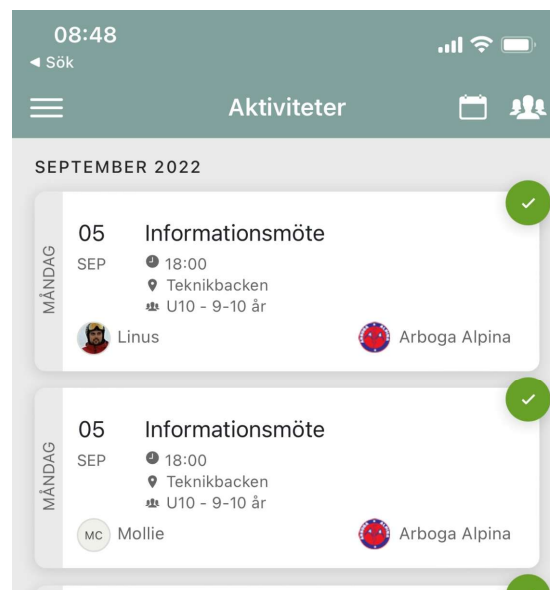 08:48
◀ Sök
Aktiviteter
SEPTEMBER 2022
MÅNDAG
05 Informationsmöte
SEP 18:00
Teknikbacken
U10 - 9-10 år
Linus Arboga Alpina
MÅNDAG
05 Informationsmöte
SEP 18:00
Teknikbacken
U10 - 9-10 år
MC Mollie Arboga Alpina